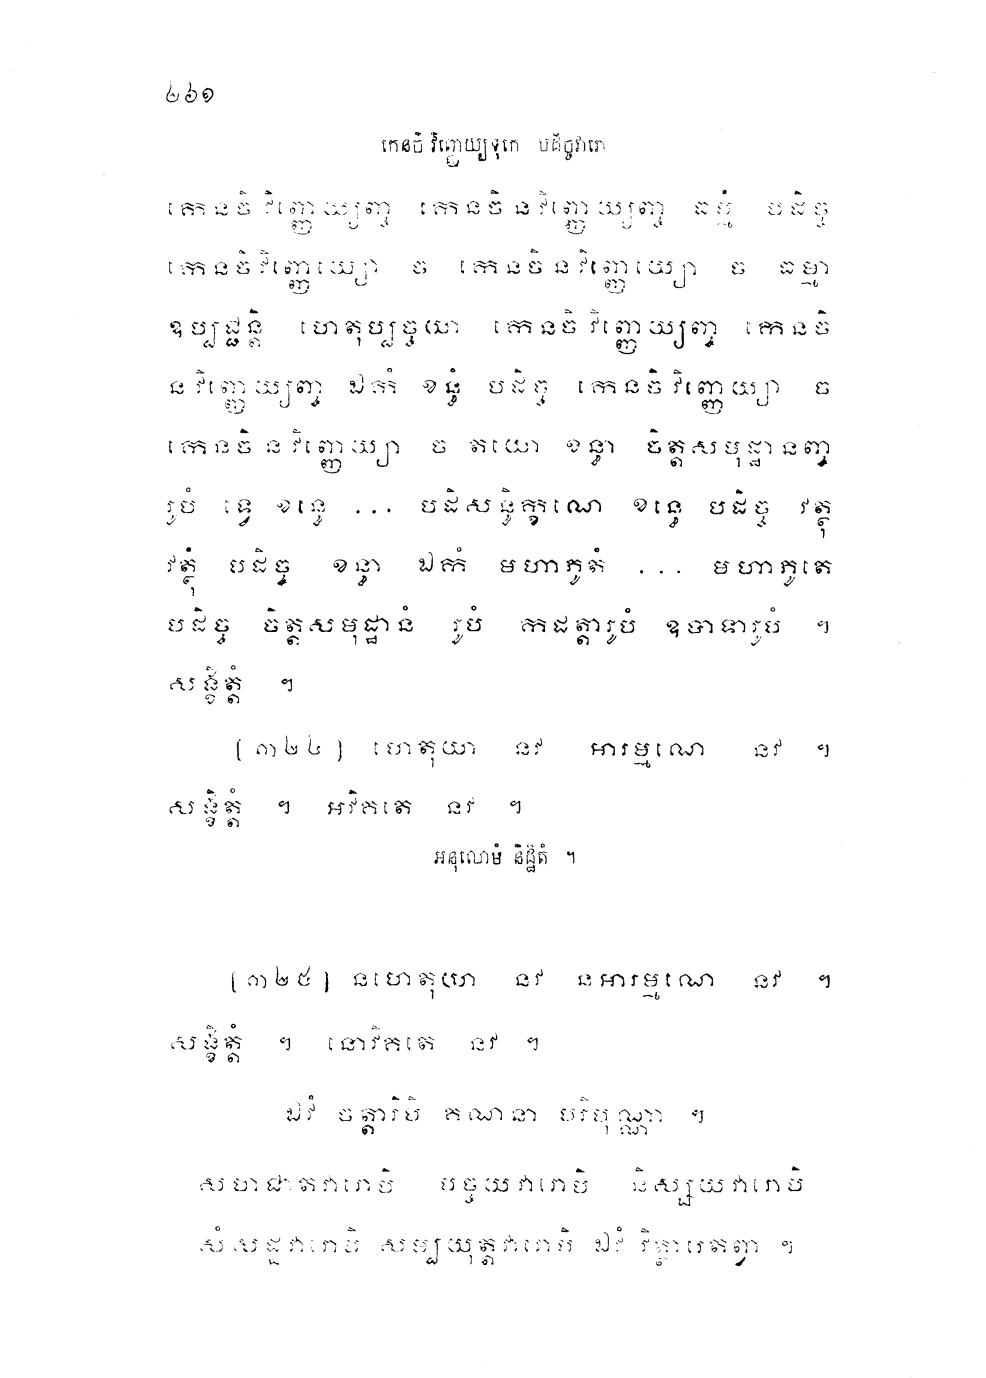 ២៦១
កេនចិ វិញ្ញេយ្យទុកេ បដិច្ចវារោ
កេនចិ វិញ្ញេយ្យញ្ច កេនចិ ន វិញ្ញេយ្យញ្ច ធម្មំ បដិច្ច
កេនចិ វិញ្ញេយ្យោ ច កេនចិ ន វិញ្ញេយ្យោ ច ធម្មា
ឧប្បជ្ជន្តិ ហេតុប្បច្ចយា កេនចិ វិញ្ញេយ្យញ្ច កេនចិ
ន វិញ្ញេយ្យញ្ច ឯកំ ខន្ធំ បដិច្ច កេនចិ វិញ្ញេយ្យា ច
កេនចិ ន វិញ្ញេយ្យា ច តយោ ខន្ធា ចិត្តសមុដ្ឋានញ្ច
រូបំ ទ្វេ ខន្ធេ ... បដិសន្ធិក្ខណេ ខន្ធេ បដិច្ច វត្ថុ
វត្ថុំ បដិច្ច ខន្ធា ឯកំ មហាភូតំ ... មហាភូតេ
បដិច្ច ចិត្តសមុដ្ឋានំ រូបំ កដត្តារូបំ ឧបាទារូបំ ។
សង្ខិត្តំ ។
(៣២៤) ហេតុយា នវ អារម្មណេ នវ ។
សង្ខិត្តំ ។ អវិគតេ នវ ។
អនុលោមំ និដ្ឋិតំ ។
(៣២៥) នហេតុយា នវ នអារម្មណេ នវ ។
សង្ខិត្តំ ។ នោវិគតេ នវ ។
ឯវំ ចត្តារិបិ គណនា បរិបុណ្ណា ។
សហជាតវារោបិ បច្ចយវារោបិ និស្សយវារោបិ
សំសដ្ឋវារោបិ សម្បយុត្តវារោបិ ឯវំ វិត្ថារេតព្វា ។